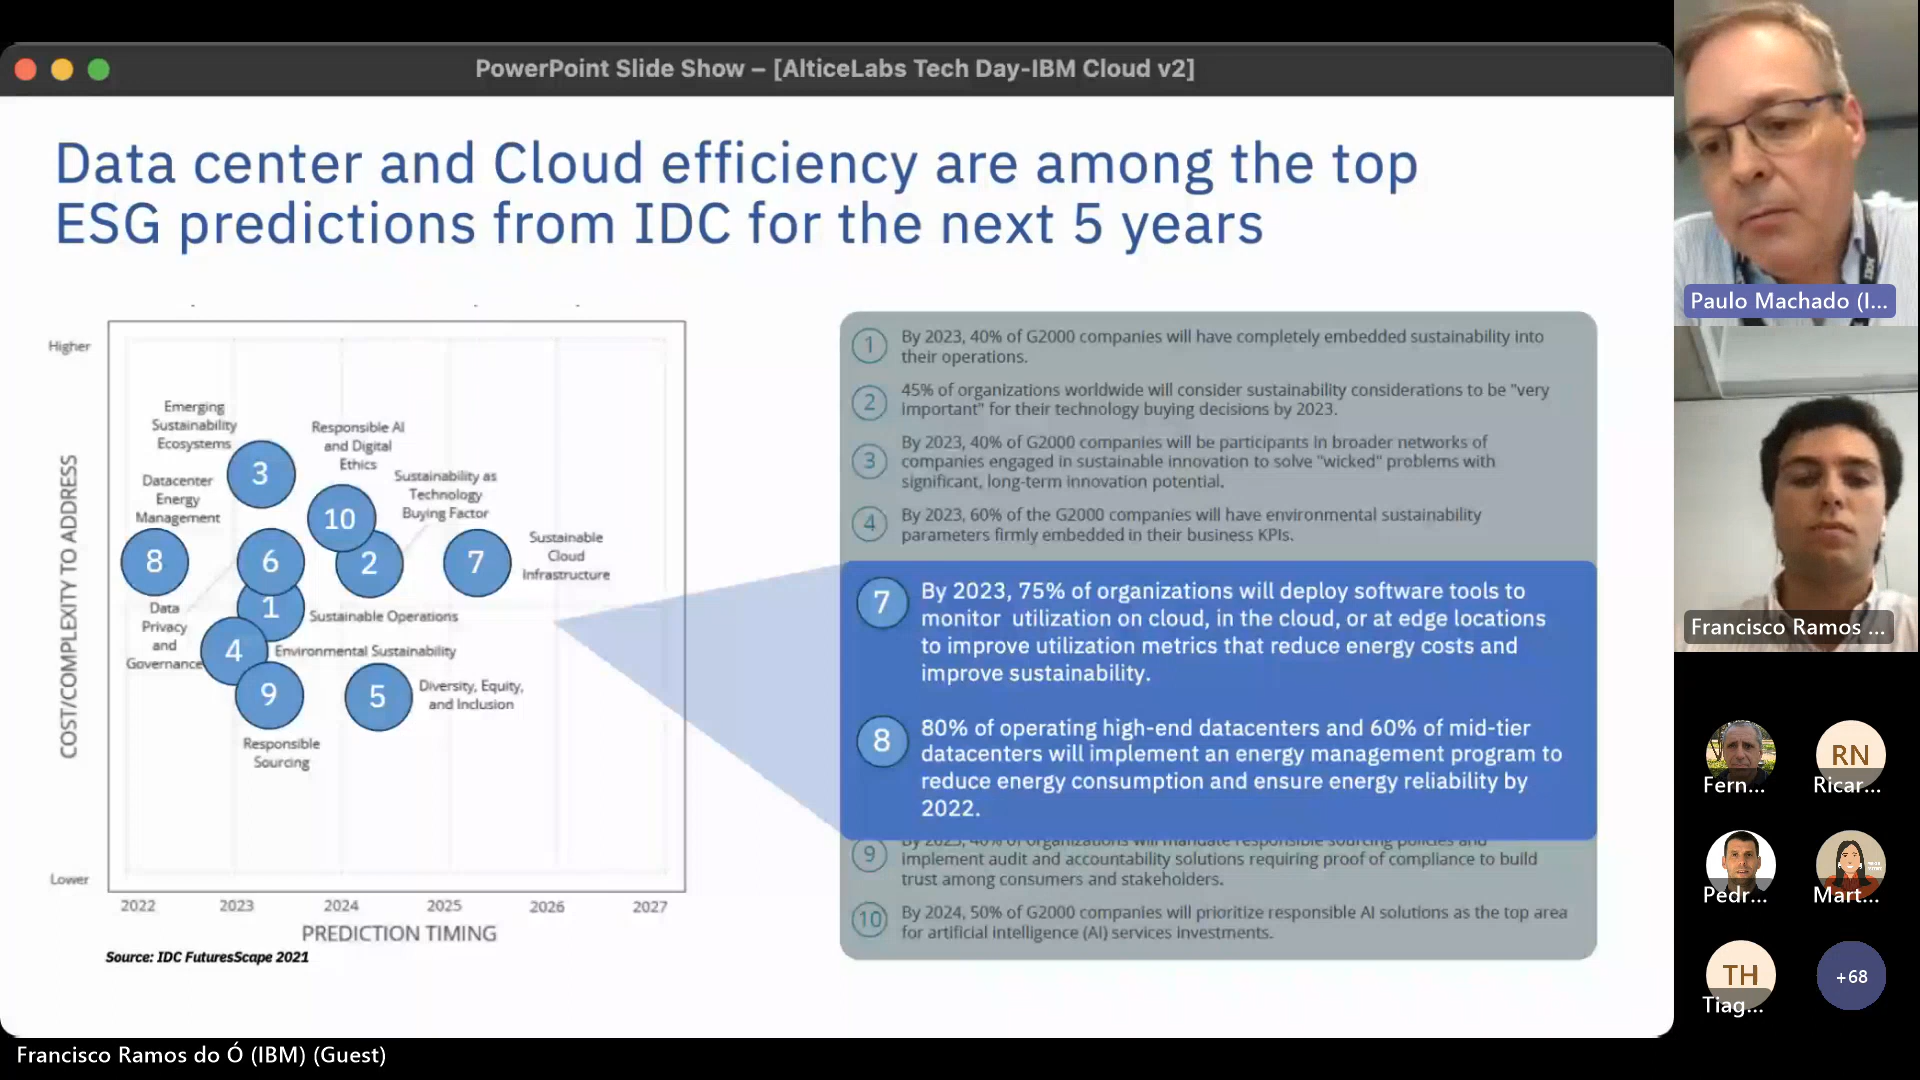 PowerPoint Slide Show – [AlticeLabs Tech Day-IBM Cloud v2]
Data center and Cloud efficiency are among the top
ESG predictions from IDC for the next 5 years
Higher
COST/COMPLEXITY TO ADDRESS
Lower
Emerging
Sustainability
Ecosystems
3
Responsible AI
and Digital
Ethics
10
Sustainability as
Technology
Buying Factor
2
Datacenter
Energy
Management
8
6
7
Sustainable
Cloud
Infrastructure
Data
Privacy
and
Governance
1
Sustainable Operations
4
Environmental Sustainability
9
Responsible
Sourcing
5
Diversity, Equity,
and Inclusion
2022
2023
2024
2025
2026
2027
PREDICTION TIMING
Source: IDC FuturesScape 2021
1
By 2023, 40% of G2000 companies will have completely embedded sustainability into
their operations.
2
45% of organizations worldwide will consider sustainability considerations to be "very
important" for their technology buying decisions by 2023.
3
By 2023, 40% of G2000 companies will be participants in broader networks of
companies engaged in sustainable innovation to solve "wicked" problems with
significant, long-term innovation potential.
4
By 2023, 60% of the G2000 companies will have environmental sustainability
parameters firmly embedded in their business KPIs.
7
By 2023, 75% of organizations will deploy software tools to
monitor utilization on cloud, in the cloud, or at edge locations
to improve utilization metrics that reduce energy costs and
improve sustainability.
8
80% of operating high-end datacenters and 60% of mid-tier
datacenters will implement an energy management program to
reduce energy consumption and ensure energy reliability by
2022.
9
By 2023, 40% of organizations will mandate responsible sourcing policies and
implement audit and accountability solutions requiring proof of compliance to build
trust among consumers and stakeholders.
10
By 2024, 50% of G2000 companies will prioritize responsible AI solutions as the top area
for artificial intelligence (AI) services investments.
Paulo Machado (I...
Francisco Ramos ...
Fern...
RN
Ricar...
Pedr...
Mart...
TH
Tiag...
+68
Francisco Ramos do Ó (IBM) (Guest)